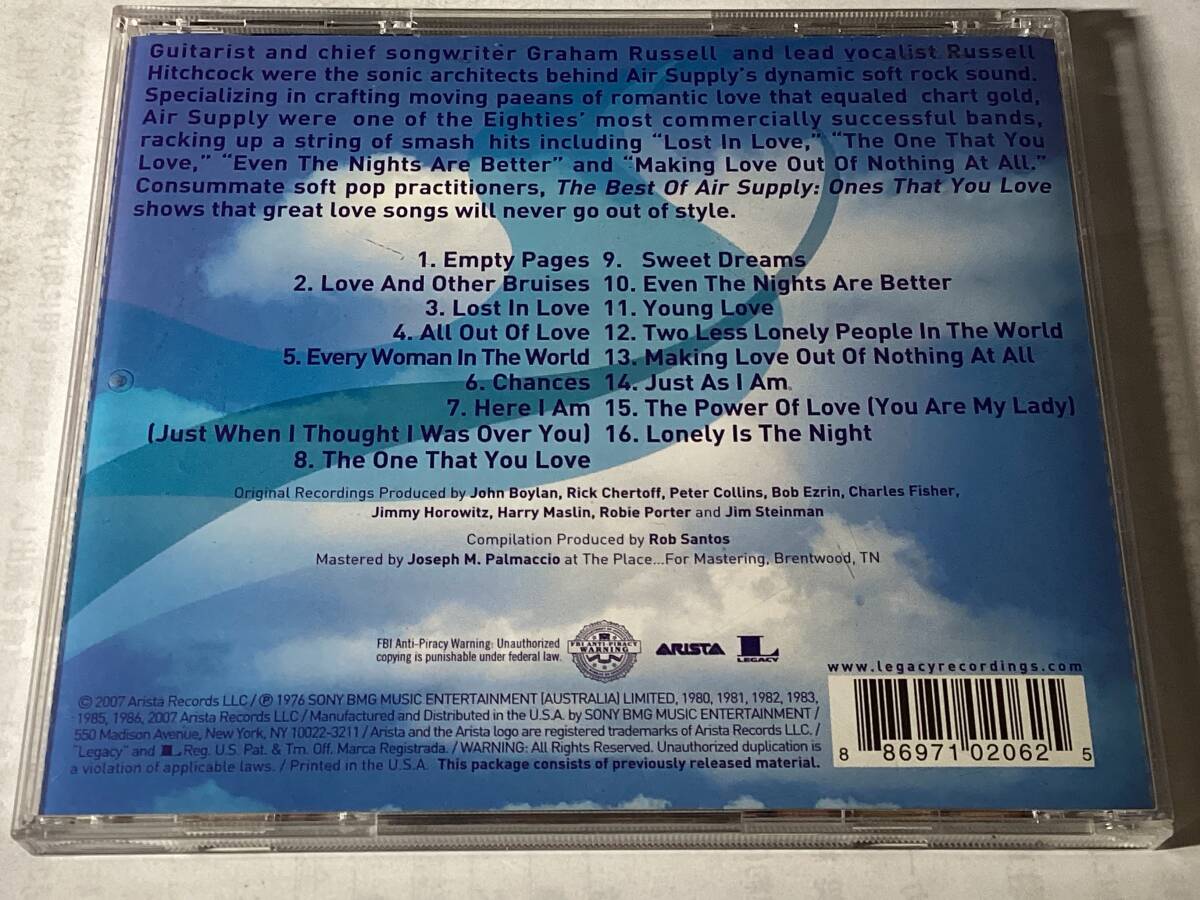 Guitarist and chief songwriter Graham Russell and lead vocalist Russell
Hitchcock were the sonic architects behind Air Supply's dynamic soft rock sound.
Specializing in crafting moving paeans of romantic love that equaled chart gold,
Air Supply were one of the Eighties' most commercially successful bands,
racking up a string of smash hits including "Lost In Love," "The One That You
Love," "Even The Nights Are Better" and "Making Love Out Of Nothing At All."
Consummate soft pop practitioners, The Best Of Air Supply: Ones That You Love
shows that great love songs will never go out of style.
1. Empty Pages
2. Love And Other Bruises
3. Lost In Love
4. All Out Of Love
5. Every Woman In The World
6. Chances
7. Here I Am
(Just When I Thought I Was Over You)
8. The One That You Love
9. Sweet Dreams
10. Even The Nights Are Better
11. Young Love
12. Two Less Lonely People In The World
13. Making Love Out Of Nothing At All
14. Just As I Am
15. The Power Of Love (You Are My Lady)
16. Lonely Is The Night
Original Recordings Produced by John Boylan, Rick Chertoff, Peter Collins, Bob Ezrin, Charles Fisher,
Jimmy Horowitz, Harry Maslin, Robie Porter and Jim Steinman
Compilation Produced by Rob Santos
Mastered by Joseph M. Palmaccio at The Place...For Mastering, Brentwood, TN
FBI Anti-Piracy Warning: Unauthorized
copying is punishable under federal law.
FBI ANTI-PIRACY
WARNING
ARISTA
L
LEGACY
www.legacyrecordings.com
© 2007 Arista Records LLC / ℗ 1976 SONY BMG MUSIC ENTERTAINMENT (AUSTRALIA) LIMITED, 1980, 1981, 1982, 1983,
1985, 1986, 2007 Arista Records LLC / Manufactured and Distributed in the U.S.A. by SONY BMG MUSIC ENTERTAINMENT /
550 Madison Avenue, New York, NY 10022-3211 / Arista and the Arista logo are registered trademarks of Arista Records LLC. /
"Legacy" and L Reg. U.S. Pat. & Tm. Off. Marca Registrada. / WARNING: All Rights Reserved. Unauthorized duplication is
a violation of applicable laws. / Printed in the U.S.A. This package consists of previously released material.
8 86971 02062 5